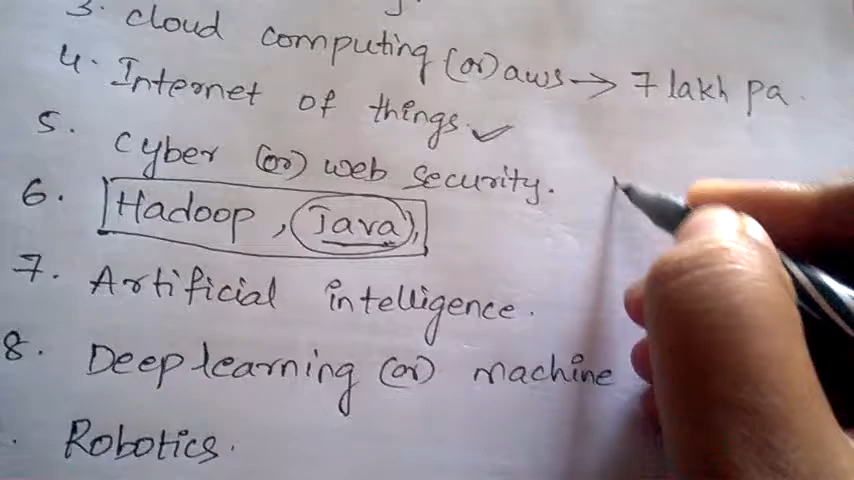 3. cloud computing (or) aws → 7 lakh pa.
4. Internet of things. ✓
5. cyber (or) web security.
6. Hadoop, Java,
7. Artificial intelligence.
8. Deep learning (or) machine
. Robotics.